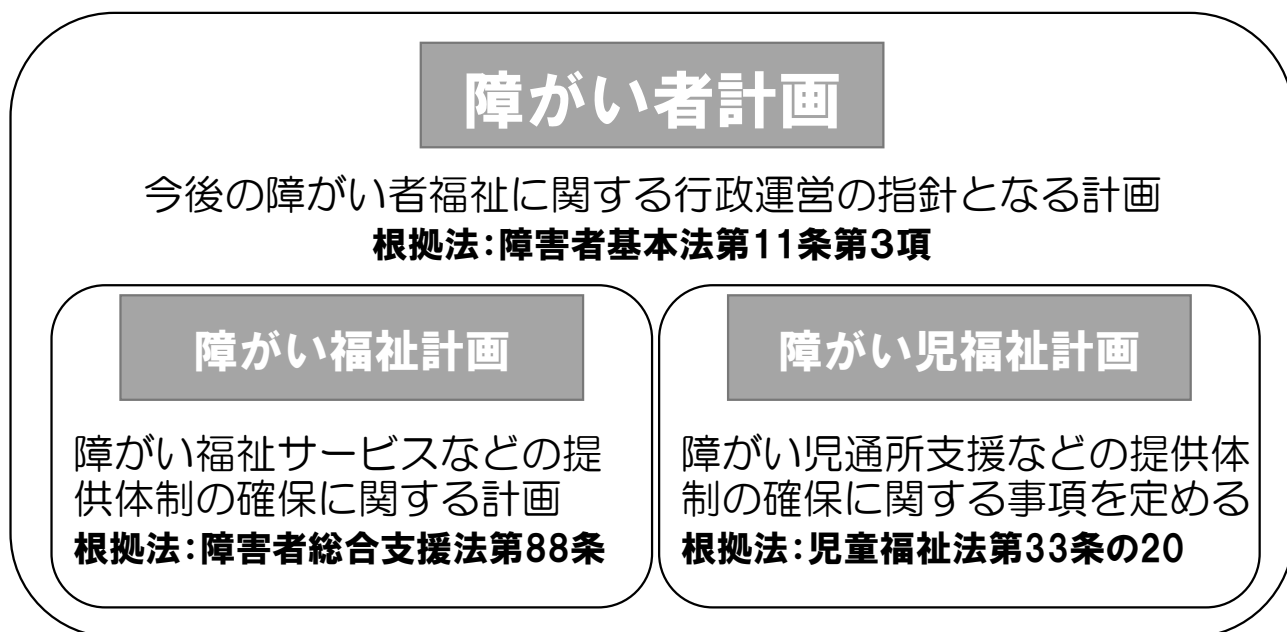 障がい者計画
今後の障がい者福祉に関する行政運営の指針となる計画
根拠法:障害者基本法第11条第3項
障がい福祉計画
障がい福祉サービスなどの提
供体制の確保に関する計画
根拠法:障害者総合支援法第88条
障がい児福祉計画
障がい児通所支援などの提供体
制の確保に関する事項を定める
根拠法:児童福祉法第33条の20